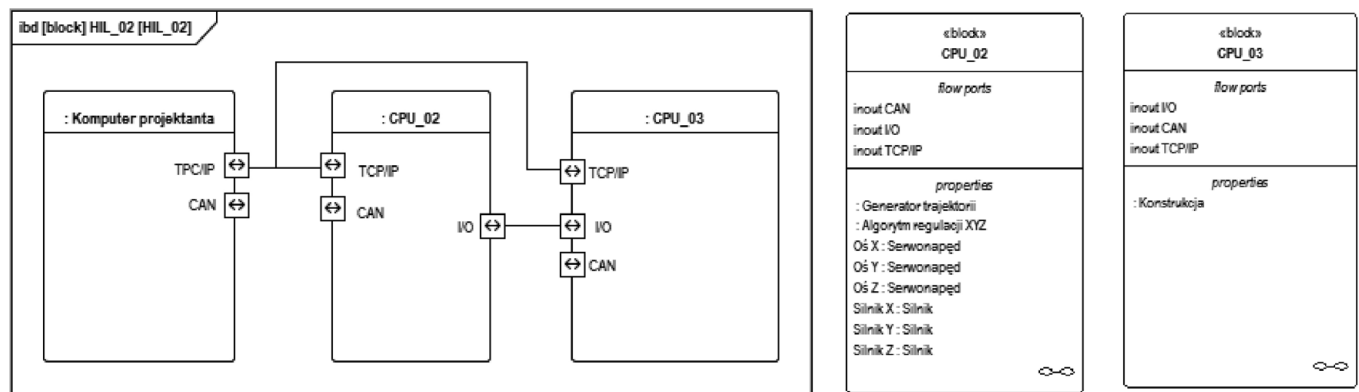 ibd [block] HIL_02 [HIL_02]
: Komputer projektanta
TPC/IP
CAN
: CPU_02
TCP/IP
CAN
I/O
: CPU_03
TCP/IP
I/O
CAN
«block»
CPU_02
flow ports
inout CAN
inout I/O
inout TCP/IP
properties
: Generator trajektorii
: Algorytm regulacji XYZ
Oś X : Serwonapęd
Oś Y : Serwonapęd
Oś Z : Serwonapęd
Silnik X : Silnik
Silnik Y : Silnik
Silnik Z : Silnik
«block»
CPU_03
flow ports
inout I/O
inout CAN
inout TCP/IP
properties
: Konstrukcja